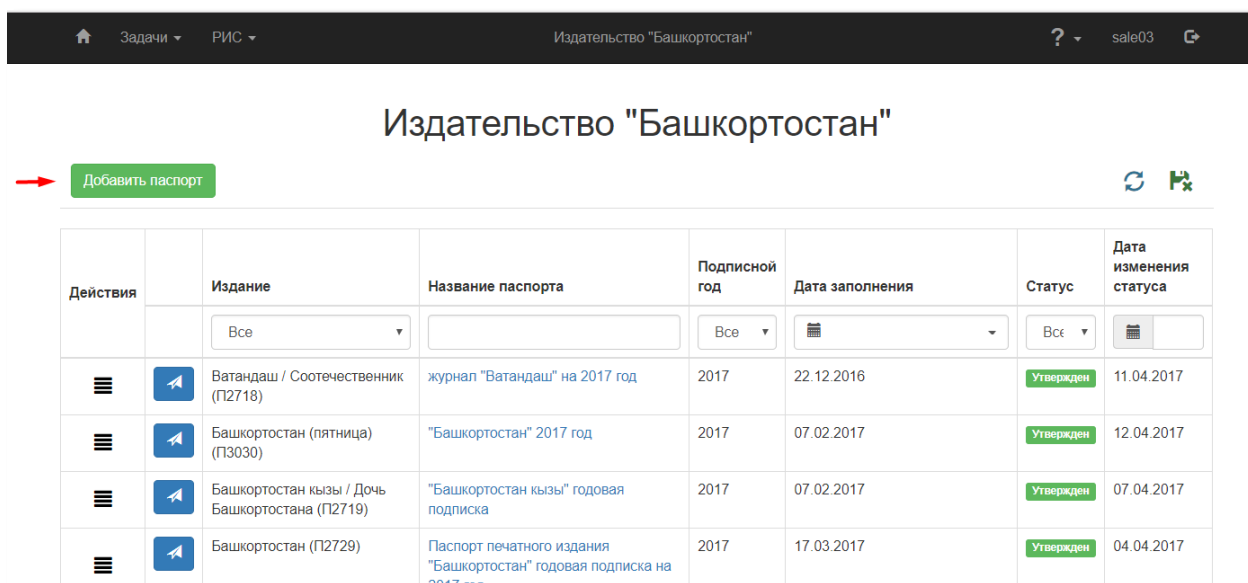 Задачи РИС Издательство "Башкортостан" ? sale03
Издательство "Башкортостан"
Добавить паспорт
Действия Издание Название паспорта Подписной год Дата заполнения Статус Дата изменения статуса
Все Все Все
Ватандаш / Соотечественник (П2718) журнал "Ватандаш" на 2017 год 2017 22.12.2016 Утвержден 11.04.2017
Башкортостан (пятница) (П3030) "Башкортостан" 2017 год 2017 07.02.2017 Утвержден 12.04.2017
Башкортостан кызы / Дочь Башкортостана (П2719) "Башкортостан кызы" годовая подписка 2017 07.02.2017 Утвержден 07.04.2017
Башкортостан (П2729) Паспорт печатного издания "Башкортостан" годовая подписка на 2017 17.03.2017 Утвержден 04.04.2017